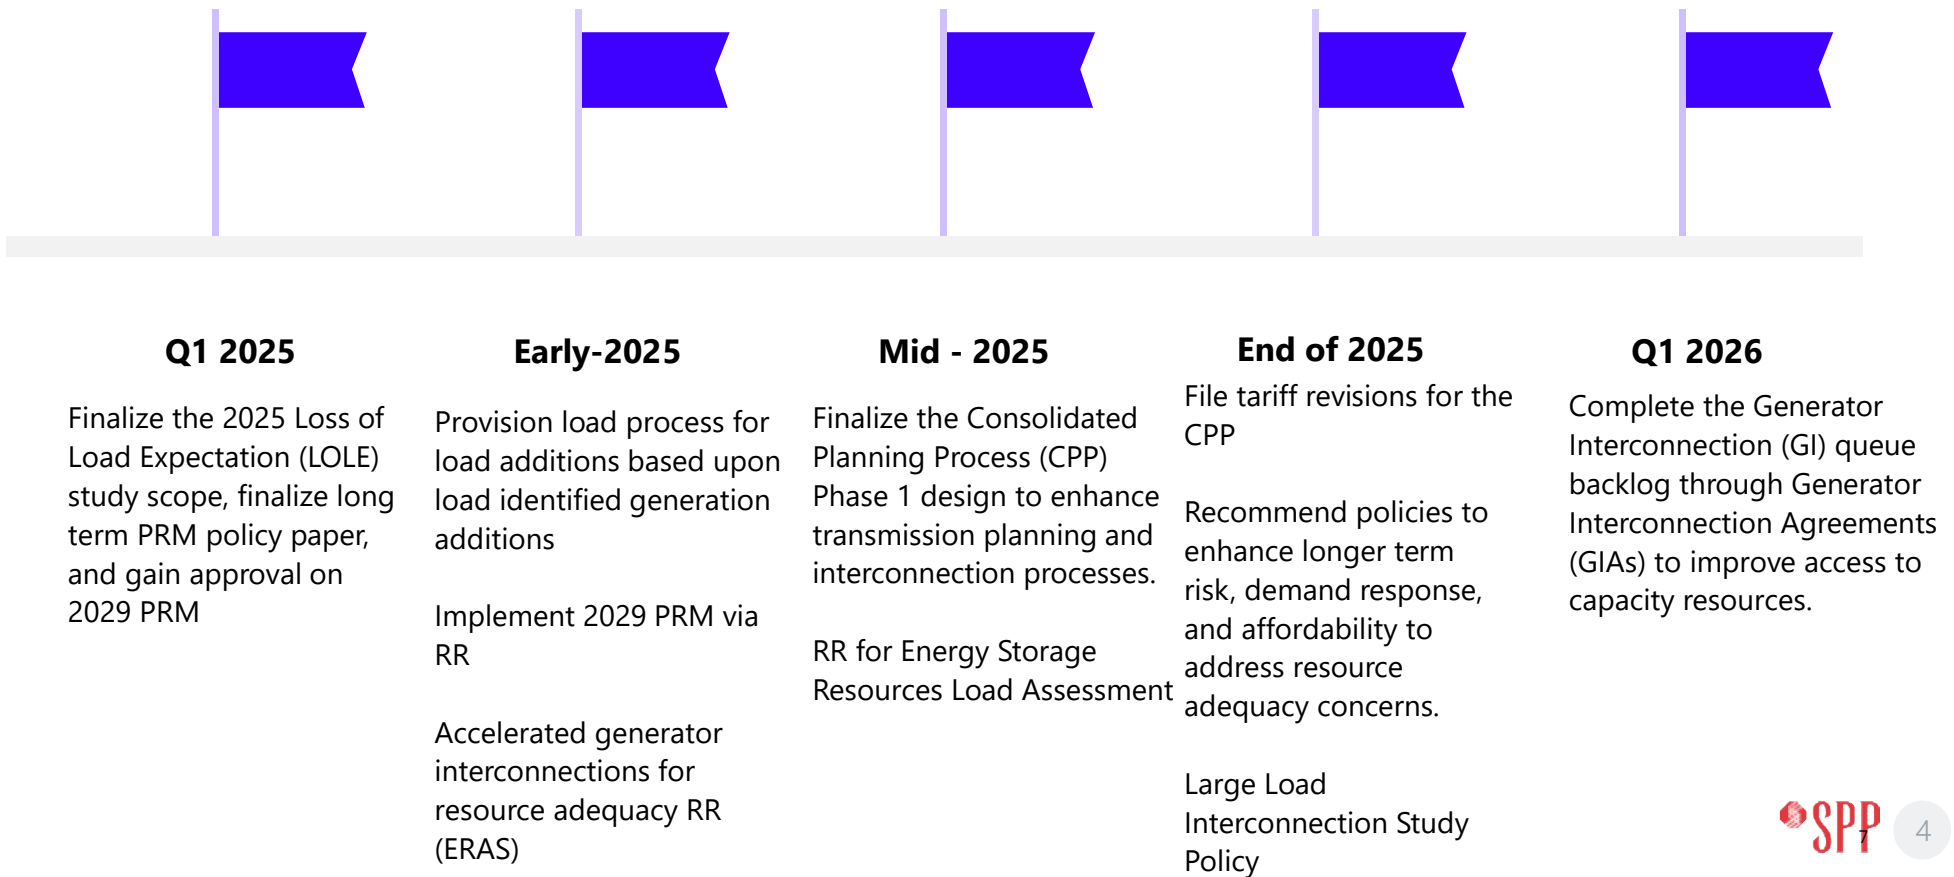 Q1 2025
Finalize the 2025 Loss of
Load Expectation (LOLE)
study scope, finalize long
term PRM policy paper,
and gain approval on
2029 PRM
Early-2025
Provision load process for
load additions based upon
load identified generation
additions
Implement 2029 PRM via
RR
Accelerated generator
interconnections for
resource adequacy RR
(ERAS)
Mid - 2025
Finalize the Consolidated
Planning Process (CPP)
Phase 1 design to enhance
transmission planning and
interconnection processes.
RR for Energy Storage
Resources Load Assessment
End of 2025
File tariff revisions for the
CPP
Recommend policies to
enhance longer term
risk, demand response,
and affordability to
address resource
adequacy concerns.
Large Load
Interconnection Study
Policy
Q1 2026
Complete the Generator
Interconnection (GI) queue
backlog through Generator
Interconnection Agreements
(GIAs) to improve access to
capacity resources.
SPP
7
4